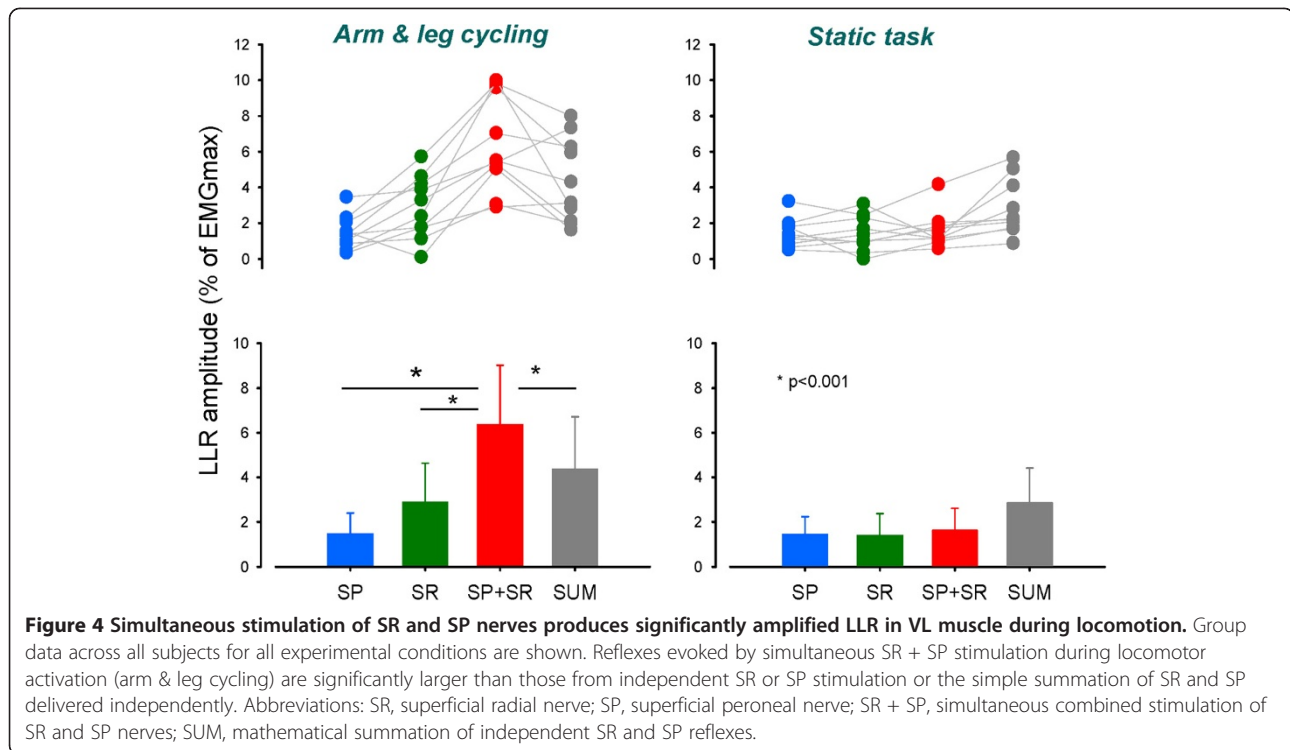 Arm & leg cycling
Static task
12
10
8
6
4
2
0
12
10
8
6
4
2
0
LLR amplitude (% of EMGmax)
10
8
6
4
2
0
* * *
10
8
6
4
2
0
* p<0.001
SP SR SP+SR SUM
SP SR SP+SR SUM
Figure 4 Simultaneous stimulation of SR and SP nerves produces significantly amplified LLR in VL muscle during locomotion. Group
data across all subjects for all experimental conditions are shown. Reflexes evoked by simultaneous SR + SP stimulation during locomotor
activation (arm & leg cycling) are significantly larger than those from independent SR or SP stimulation or the simple summation of SR and SP
delivered independently. Abbreviations: SR, superficial radial nerve; SP, superficial peroneal nerve; SR + SP, simultaneous combined stimulation of
SR and SP nerves; SUM, mathematical summation of independent SR and SP reflexes.